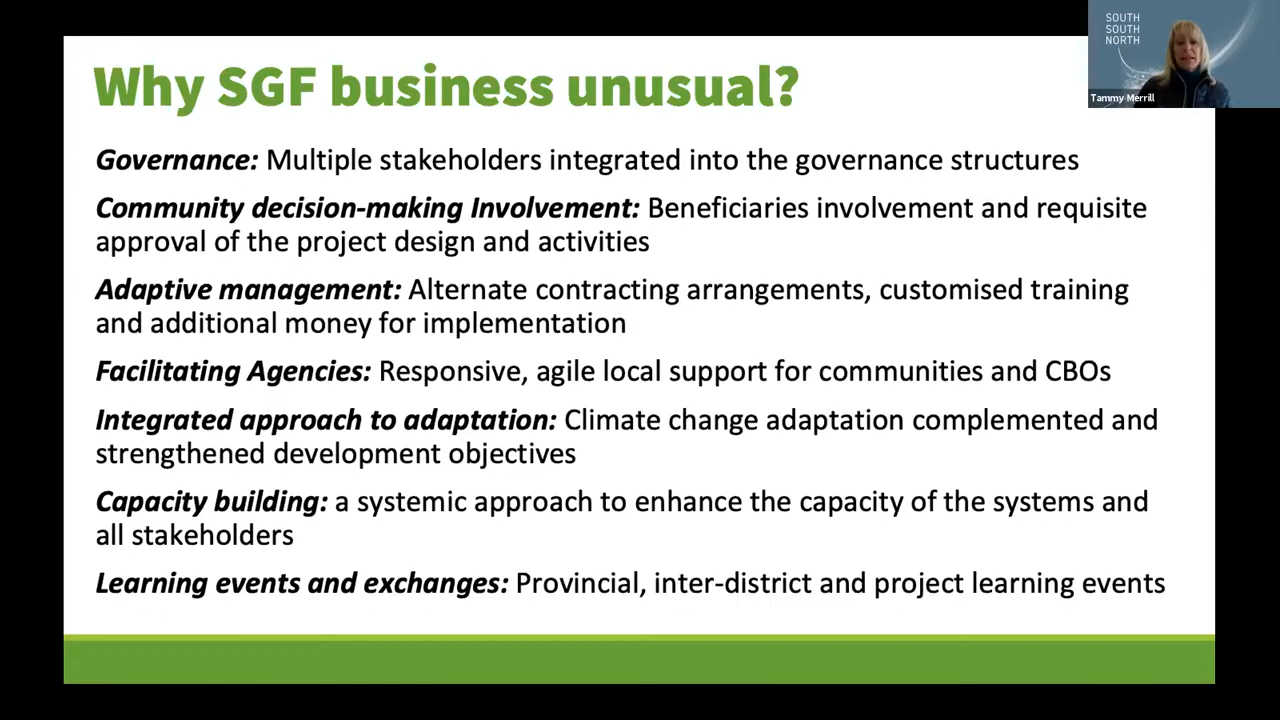 SOUTH
SOUTH
NORTH
Tammy Merrill
Why SGF business unusual?
Governance: Multiple stakeholders integrated into the governance structures
Community decision-making Involvement: Beneficiaries involvement and requisite
approval of the project design and activities
Adaptive management: Alternate contracting arrangements, customised training
and additional money for implementation
Facilitating Agencies: Responsive, agile local support for communities and CBOs
Integrated approach to adaptation: Climate change adaptation complemented and
strengthened development objectives
Capacity building: a systemic approach to enhance the capacity of the systems and
all stakeholders
Learning events and exchanges: Provincial, inter-district and project learning events